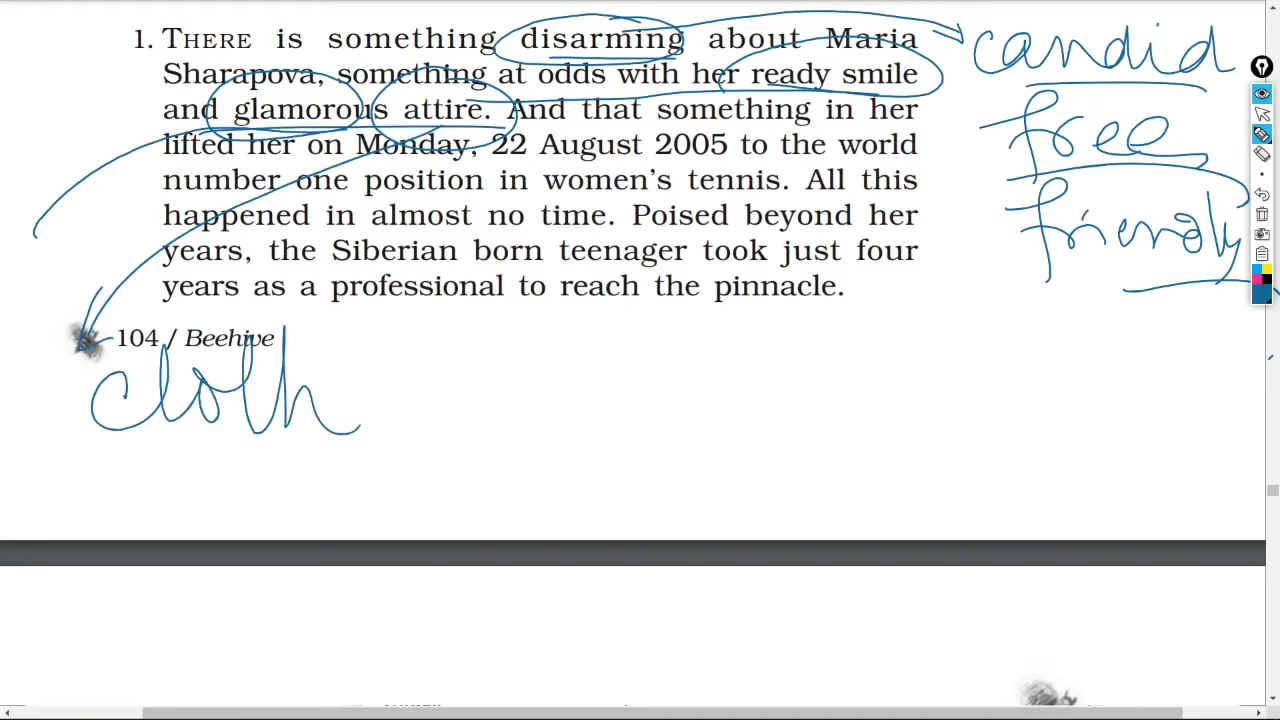 1. THERE is something disarming about Maria
Sharapova, something at odds with her ready smile
and glamorous attire. And that something in her
lifted her on Monday, 22 August 2005 to the world
number one position in women's tennis. All this
happened in almost no time. Poised beyond her
years, the Siberian born teenager took just four
years as a professional to reach the pinnacle.
104 / Beehive
candid
free
friendly
cloth